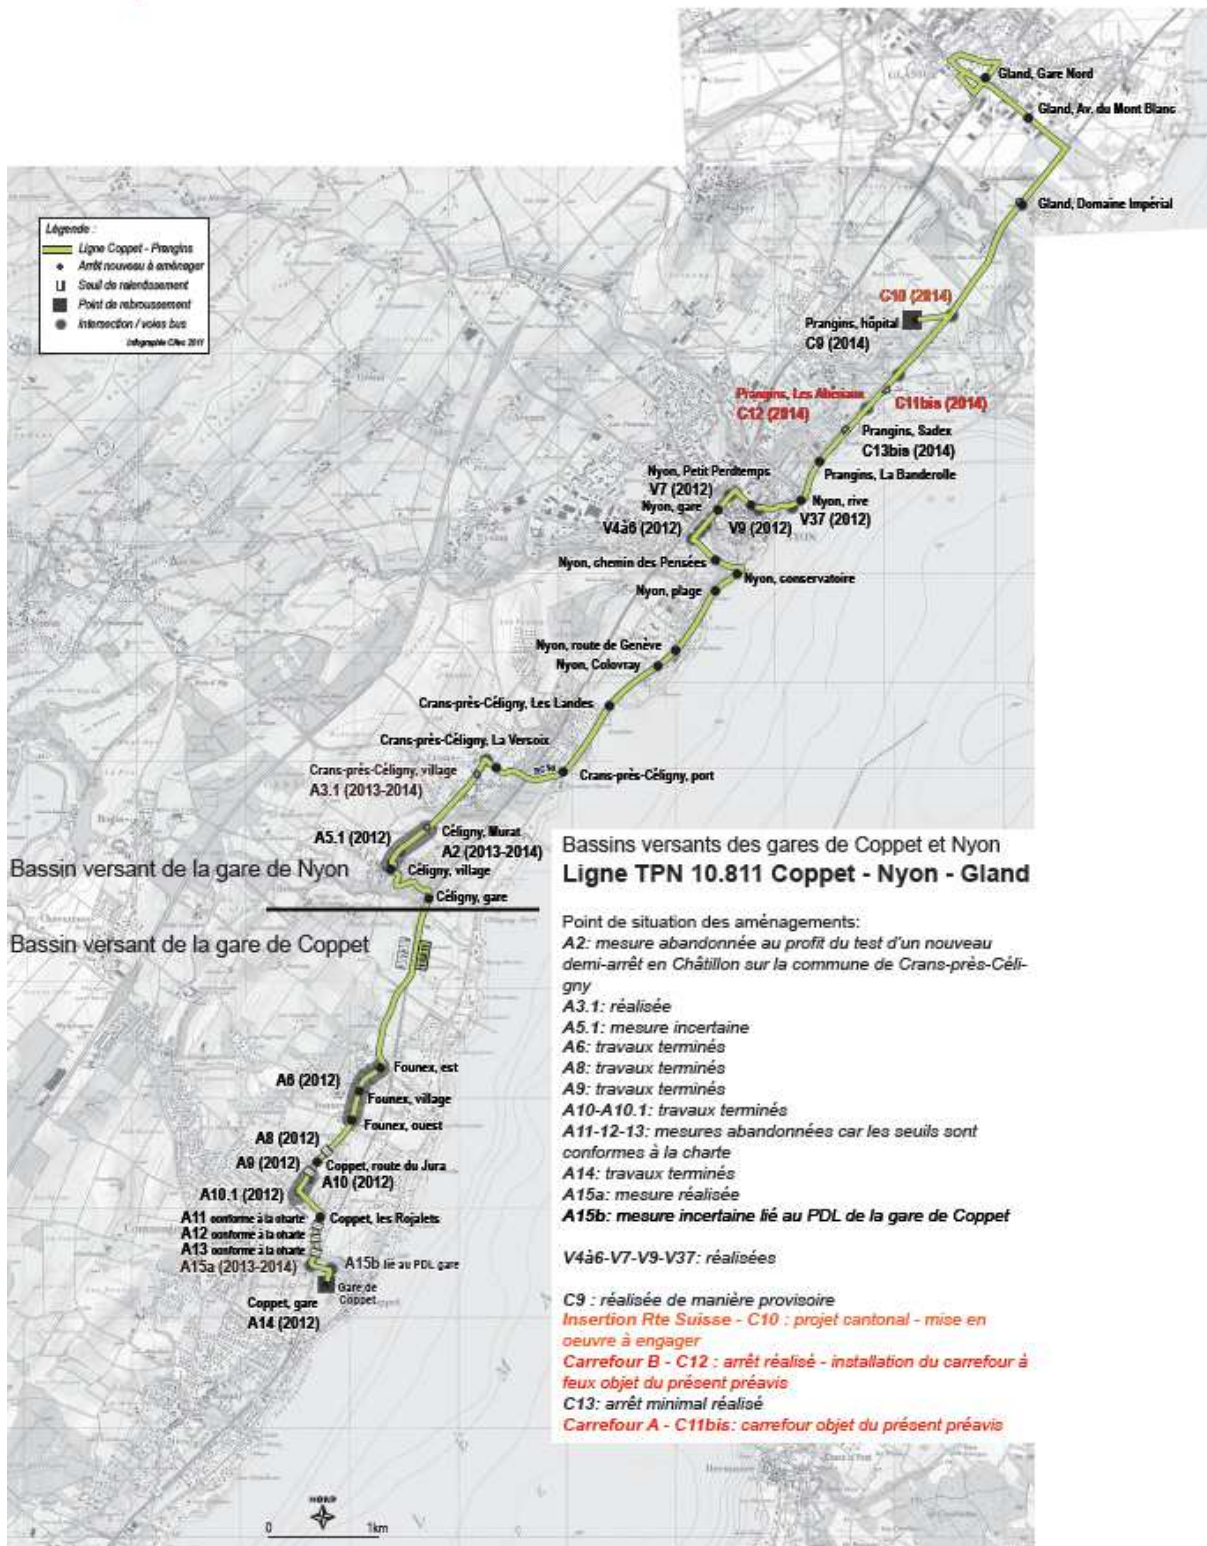 Gland, Gare Nord
Gland, Av. du Mont Blanc
Gland, Domaine Impérial
Légende :
Ligne Coppet - Prangins
Arrêt nouveau à aménager
Seuil de ralentissement
Point de rebroussement
Intersection / voies bus
C10 (2014)
Prangins, hôpital
C9 (2014)
Prangins, Les Abériaux
C12 (2014)
C11bis (2014)
Prangins, Sadex
C13bis (2014)
Prangins, La Banderolle
Nyon, Petit Perdtemps
V7 (2012)
Nyon, gare
Nyon, rive
V37 (2012)
V9 (2012)
V4à6 (2012)
Nyon, chemin des Pensées
Nyon, conservatoire
Nyon, plage
Nyon, route de Genève
Nyon, Colovray
Crans-près-Céligny, Les Landes
Crans-près-Céligny, La Versoix
Crans-près-Céligny, village
A3.1 (2013-2014)
Crans-près-Céligny, port
A5.1 (2012)
Céligny, Murat
A2 (2013-2014)
Bassin versant de la gare de Nyon
Céligny, village
Céligny, gare
Bassin versant de la gare de Coppet
Founex, est
A6 (2012)
Founex, village
Founex, ouest
A8 (2012)
A9 (2012)
Coppet, route du Jura
A10 (2012)
A10.1 (2012)
A11 conforme à la charte
Coppet, les Rojalets
A12 conforme à la charte
A13 conforme à la charte
A15a (2013-2014)
A15b lié au PDL gare
Gare de
Coppet
Coppet, gare
A14 (2012)
NORD
0 1km
Bassins versants des gares de Coppet et Nyon
Ligne TPN 10.811 Coppet - Nyon - Gland
Point de situation des aménagements:
A2: mesure abandonnée au profit du test d'un nouveau
demi-arrêt en Châtillon sur la commune de Crans-près-Céli-
gny
A3.1: réalisée
A5.1: mesure incertaine
A6: travaux terminés
A8: travaux terminés
A9: travaux terminés
A10-A10.1: travaux terminés
A11-12-13: mesures abandonnées car les seuils sont
conformes à la charte
A14: travaux terminés
A15a: mesure réalisée
A15b: mesure incertaine lié au PDL de la gare de Coppet
V4à6-V7-V9-V37: réalisées
C9 : réalisée de manière provisoire
Insertion Rte Suisse - C10 : projet cantonal - mise en
oeuvre à engager
Carrefour B - C12 : arrêt réalisé - installation du carrefour à
feux objet du présent préavis
C13: arrêt minimal réalisé
Carrefour A - C11bis: carrefour objet du présent préavis